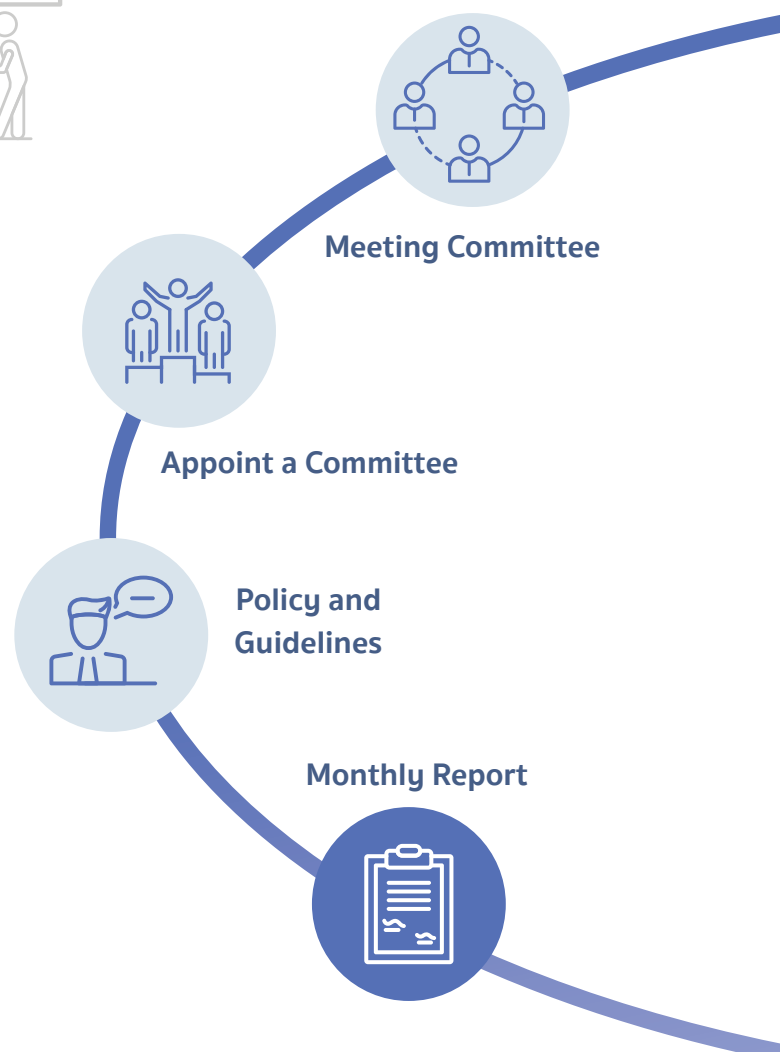 Meeting Committee
Appoint a Committee
Policy and
Guidelines
Monthly Report